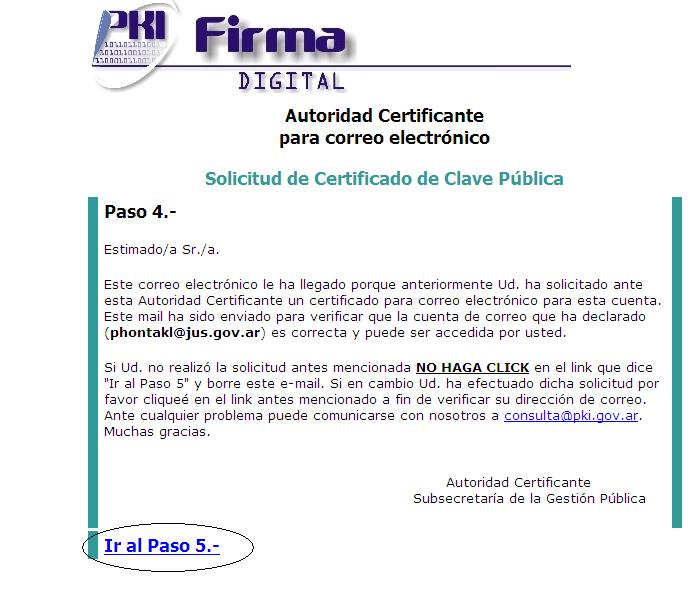 PKI
Firma
DIGITAL
Autoridad Certificante
para correo electrónico
Solicitud de Certificado de Clave Pública
Paso 4.-
Estimado/a Sr./a.
Este correo electrónico le ha llegado porque anteriormente Ud. ha solicitado ante
esta Autoridad Certificante un certificado para correo electrónico para esta cuenta.
Este mail ha sido enviado para verificar que la cuenta de correo que ha declarado
(phontakl@jus.gov.ar) es correcta y puede ser accedida por usted.
Si Ud. no realizó la solicitud antes mencionada NO HAGA CLICK en el link que dice
"Ir al Paso 5" y borre este e-mail. Si en cambio Ud. ha efectuado dicha solicitud por
favor cliqueé en el link antes mencionado a fin de verificar su dirección de correo.
Ante cualquier problema puede comunicarse con nosotros a consulta@pki.gov.ar.
Muchas gracias.
Autoridad Certificante
Subsecretaría de la Gestión Pública
Ir al Paso 5.-